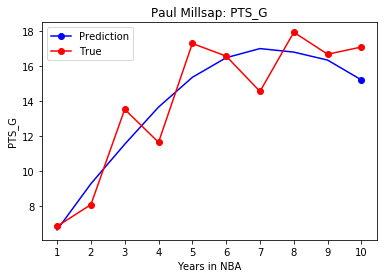 Paul Millsap: PTS_G
Prediction
True
18
16
14
12
10
8
PTS_G
1 2 3 4 5 6 7 8 9 10
Years in NBA